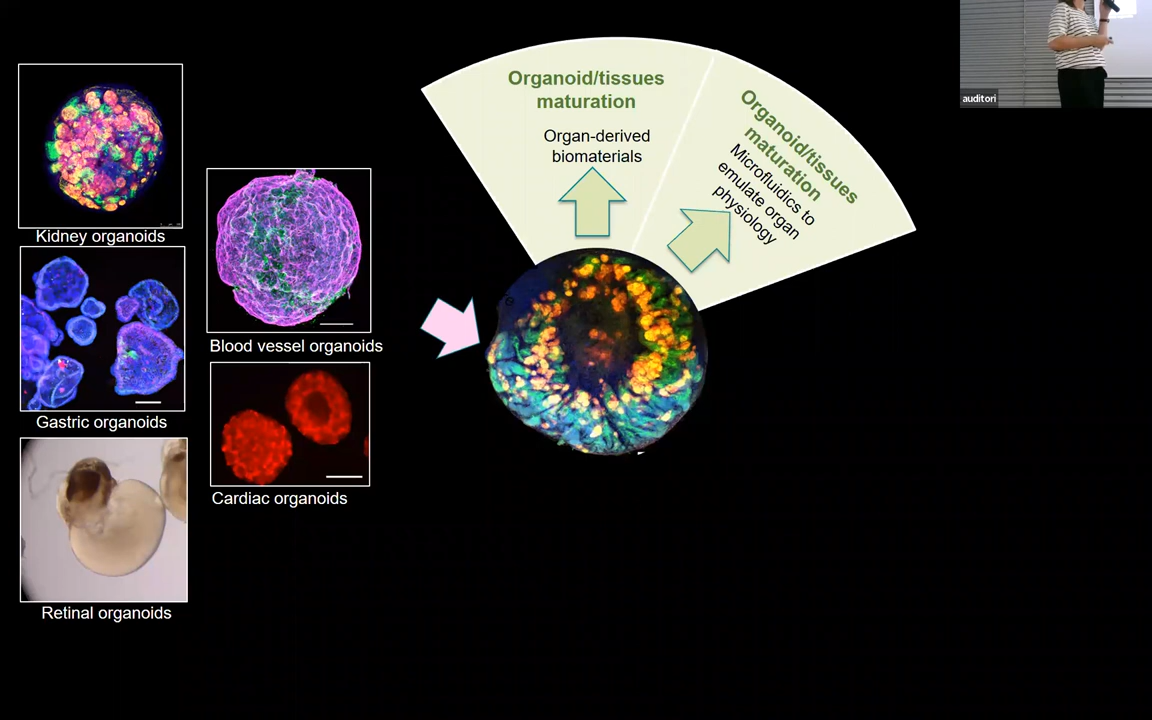 Kidney organoids
Gastric organoids
Retinal organoids
Blood vessel organoids
Cardiac organoids
Organoid/tissues
maturation
Organ-derived
biomaterials
Organoid/tissues
maturation
Microfluidics to
emulate organ
physiology
auditori